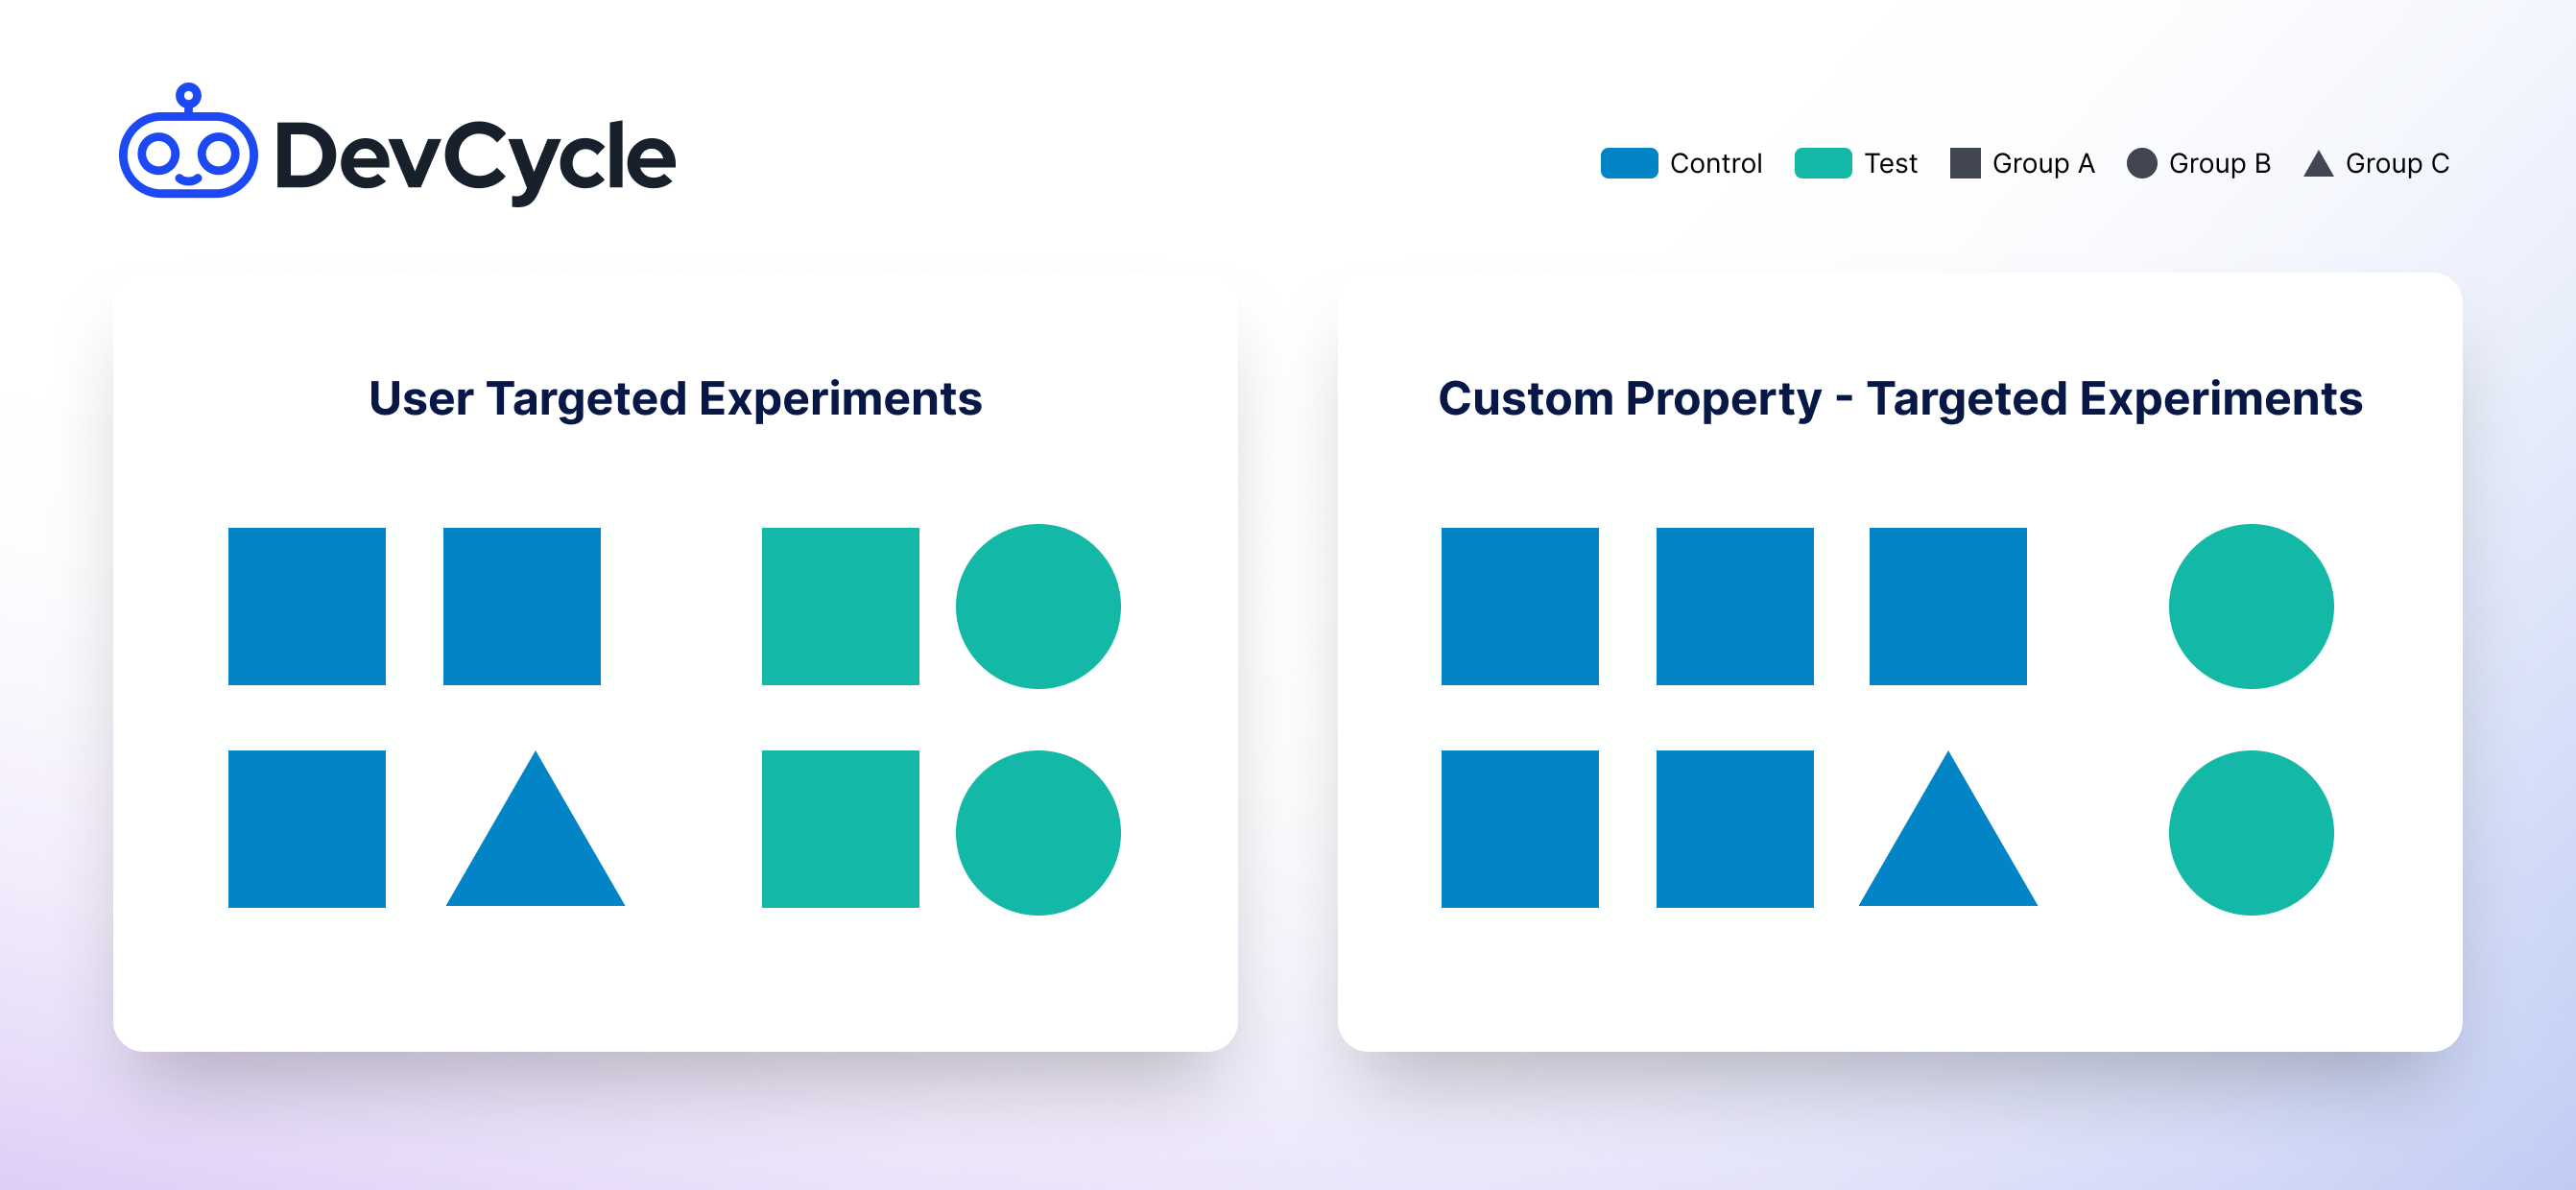 DevCycle
Control Test Group A Group B Group C
User Targeted Experiments
Custom Property - Targeted Experiments